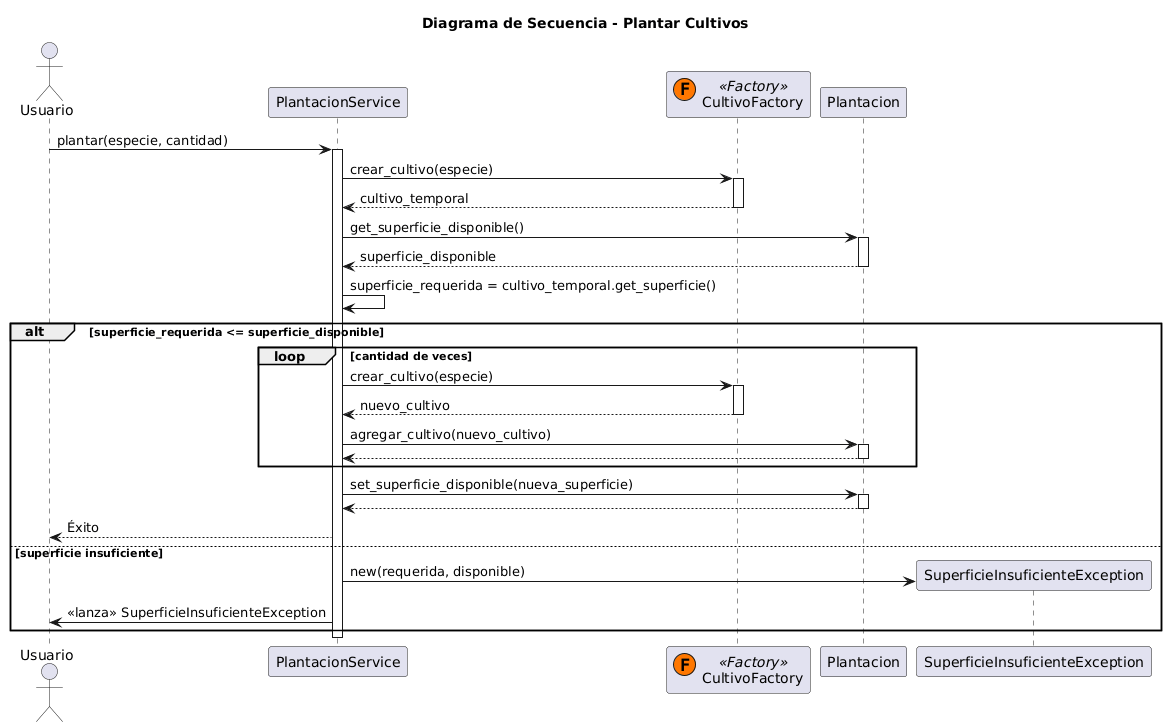 Diagrama de Secuencia - Plantar Cultivos
Usuario
PlantacionService
F
«Factory»
CultivoFactory
Plantacion
plantar(especie, cantidad)
crear_cultivo(especie)
cultivo_temporal
get_superficie_disponible()
superficie_disponible
superficie_requerida = cultivo_temporal.get_superficie()
alt [superficie_requerida <= superficie_disponible]
loop [cantidad de veces]
crear_cultivo(especie)
nuevo_cultivo
agregar_cultivo(nuevo_cultivo)
set_superficie_disponible(nueva_superficie)
Éxito
[superficie insuficiente]
new(requerida, disponible)
SuperficieInsuficienteException
«lanza» SuperficieInsuficienteException
Usuario
PlantacionService
F
«Factory»
CultivoFactory
Plantacion
SuperficieInsuficienteException